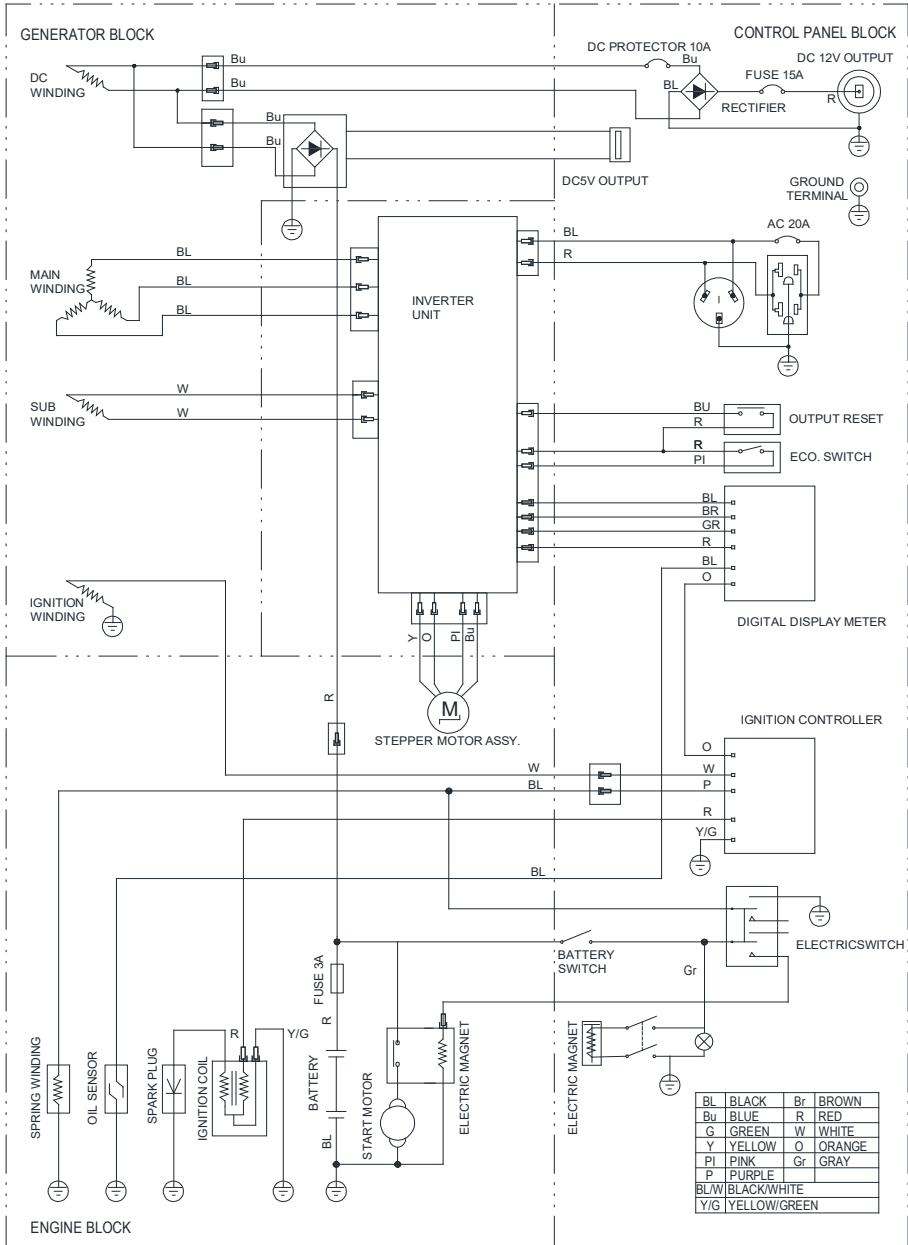 GENERATOR BLOCK
CONTROL PANEL BLOCK
DC PROTECTOR 10A
DC 12V OUTPUT
Bu
Bu
BL
FUSE 15A
DC
WINDING
Bu
RECTIFIER
R
Bu
Bu
DC5V OUTPUT
GROUND
TERMINAL
AC 20A
BL
R
MAIN
WINDING
BL
BL
BL
INVERTER
UNIT
SUB
WINDING
W
W
BU
R
OUTPUT RESET
R
PI
ECO. SWITCH
BL
BR
GR
R
BL
O
DIGITAL DISPLAY METER
IGNITION
WINDING
Y
O
PI
Bu
M
STEPPER MOTOR ASSY.
R
IGNITION CONTROLLER
O
W
W
BL
P
R
Y/G
BL
ELECTRICSWITCH
BATTERY
SWITCH
Gr
FUSE 3A
R
R
Y/G
SPRING WINDING
OIL SENSOR
SPARK PLUG
IGNITION COIL
BATTERY
BL
START MOTOR
ELECTRIC MAGNET
ELECTRIC MAGNET
BL BLACK Br BROWN
Bu BLUE R RED
G GREEN W WHITE
Y YELLOW O ORANGE
PI PINK Gr GRAY
P PURPLE
BL/W BLACK/WHITE
Y/G YELLOW/GREEN
ENGINE BLOCK